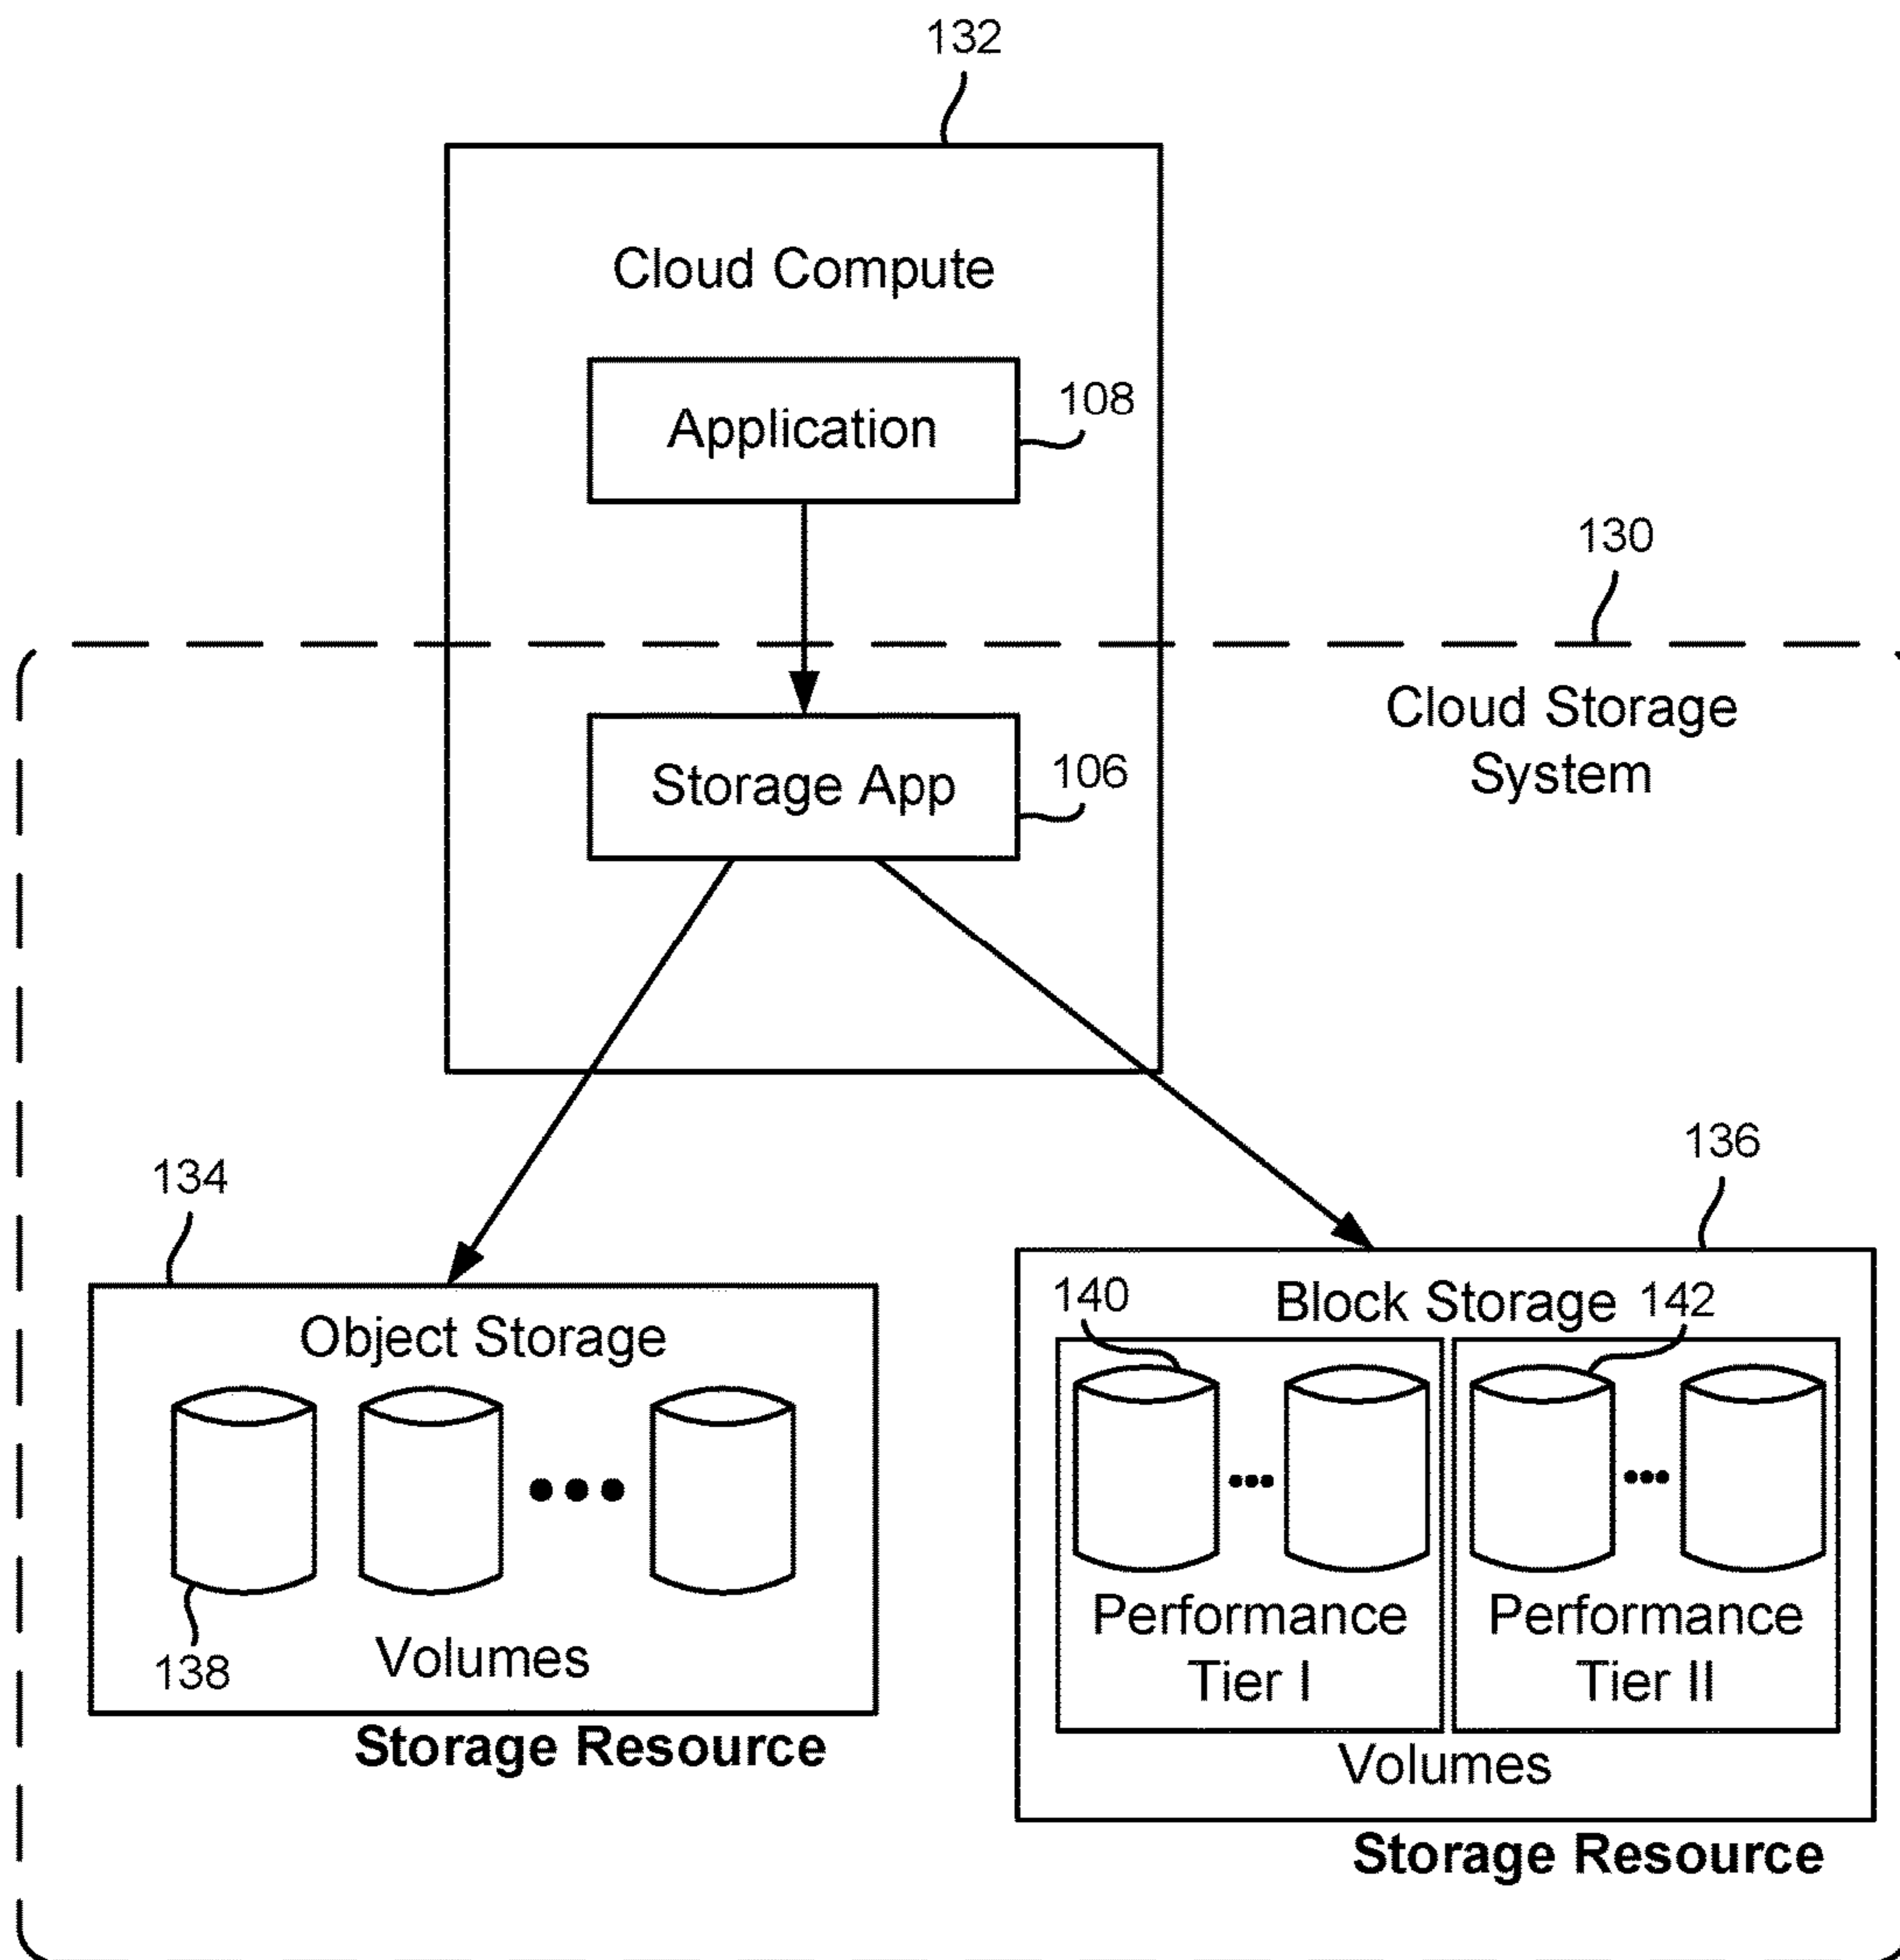 132
Cloud Compute
Application
108
130
Cloud Storage
System
Storage App
106
134
136
Object Storage
138
Volumes
Storage Resource
Block Storage
140
142
Performance
Tier I
Performance
Tier II
Volumes
Storage Resource